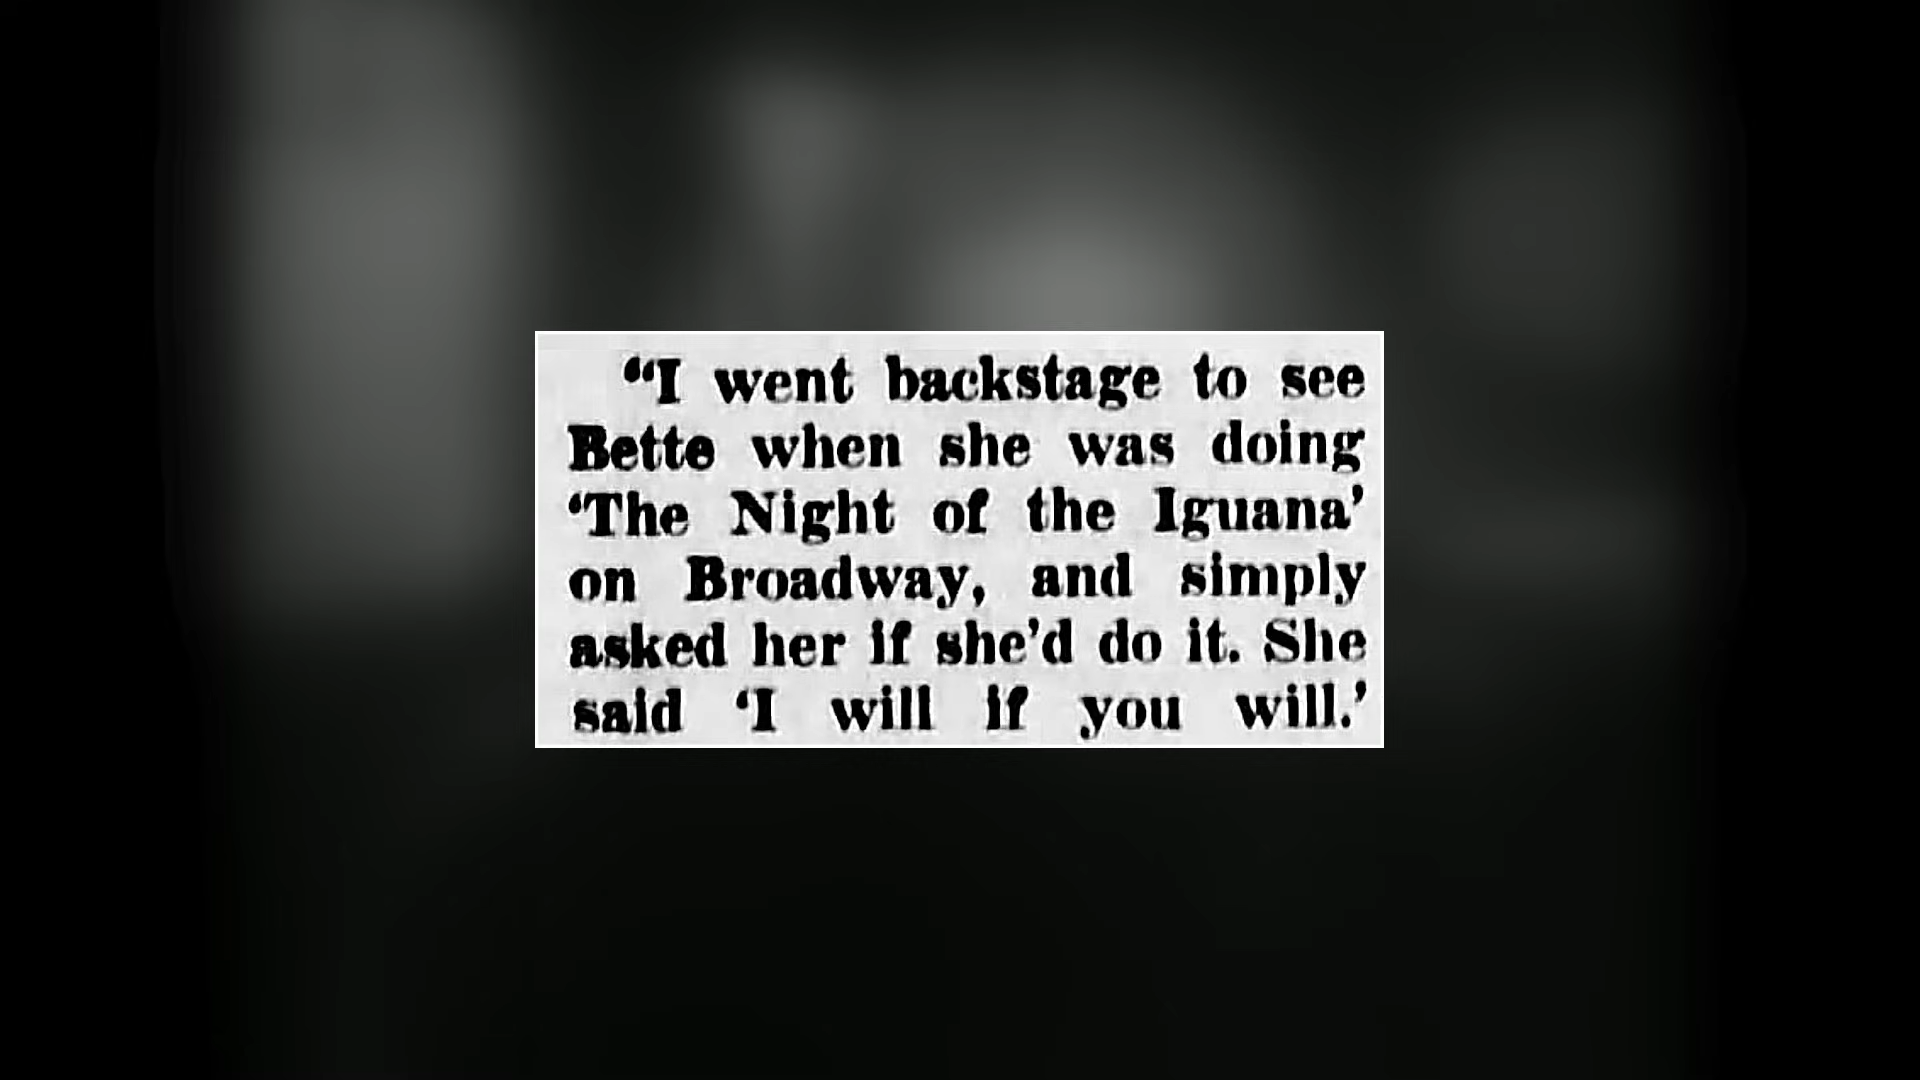 “I went backstage to see
Bette when she was doing
‘The Night of the Iguana’
on Broadway, and simply
asked her if she’d do it. She
said ‘I will if you will.’